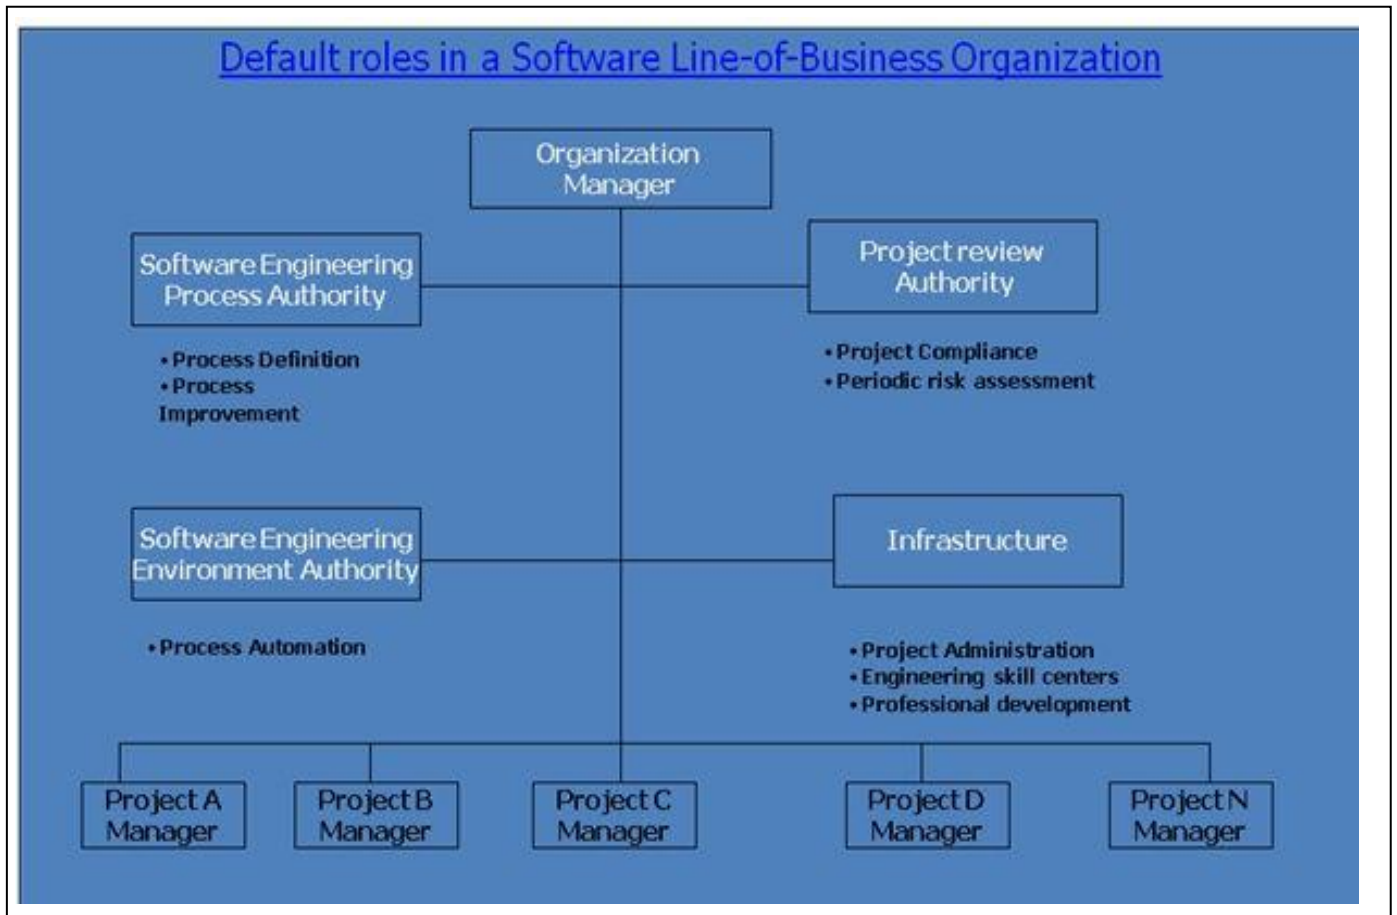 Default roles in a Software Line-of-Business Organization
Organization
Manager
Software Engineering
Process Authority
• Process Definition
• Process
Improvement
Project review
Authority
• Project Compliance
• Periodic risk assessment
Software Engineering
Environment Authority
• Process Automation
Infrastructure
• Project Administration
• Engineering skill centers
• Professional development
Project A
Manager
Project B
Manager
Project C
Manager
Project D
Manager
Project N
Manager